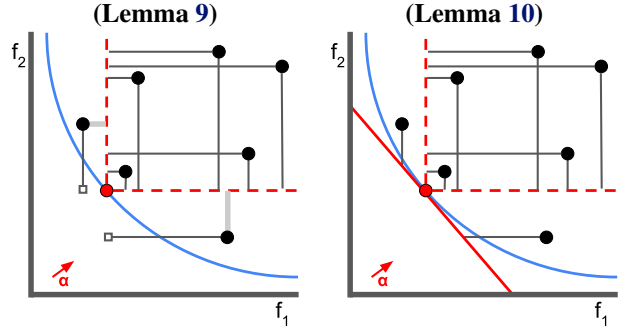 (Lemma 9) (Lemma 10)
f₂ f₂
α α
f₁ f₁